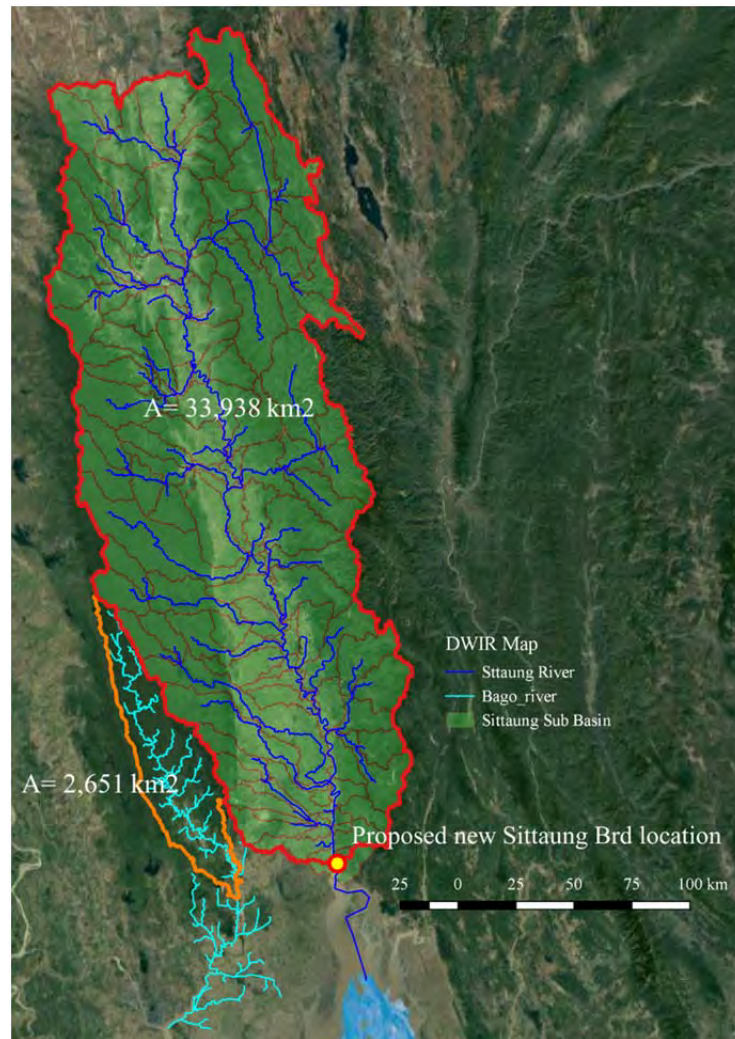 A= 33,938 km2
DWIR Map
Sttaung River
Bago_river
Sittaung Sub Basin
A= 2,651 km2
Proposed new Sittaung Brd location
25 0 25 50 75 100 km